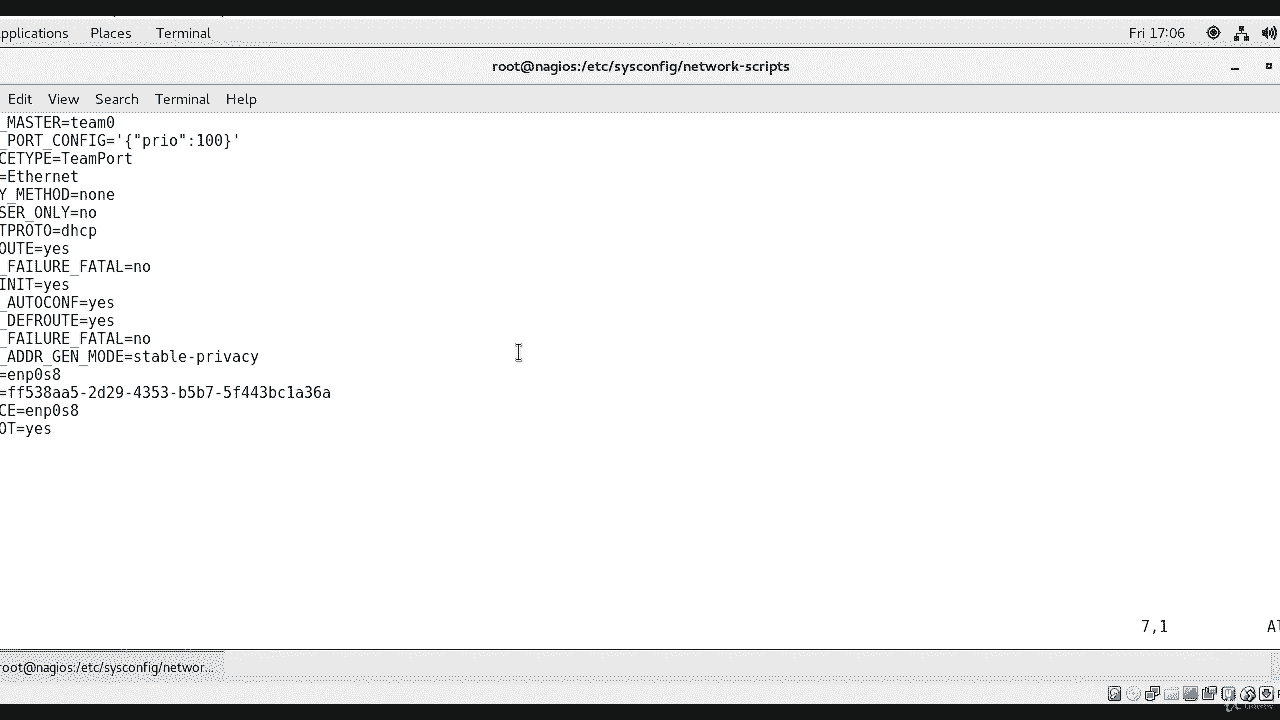 pplications Places Terminal Fri 17:06
root@nagios:/etc/sysconfig/network-scripts
Edit View Search Terminal Help
_MASTER=team0
_PORT_CONFIG='{"prio":100}'
CETYPE=TeamPort
=Ethernet
Y_METHOD=none
SER_ONLY=no
TPROTO=dhcp
OUTE=yes
_FAILURE_FATAL=no
INIT=yes
_AUTOCONF=yes
_DEFROUTE=yes
_FAILURE_FATAL=no
_ADDR_GEN_MODE=stable-privacy
=enp0s8
=ff538aa5-2d29-4353-b5b7-5f443bc1a36a
CE=enp0s8
OT=yes
7,1 Al
root@nagios:/etc/sysconfig/networ...